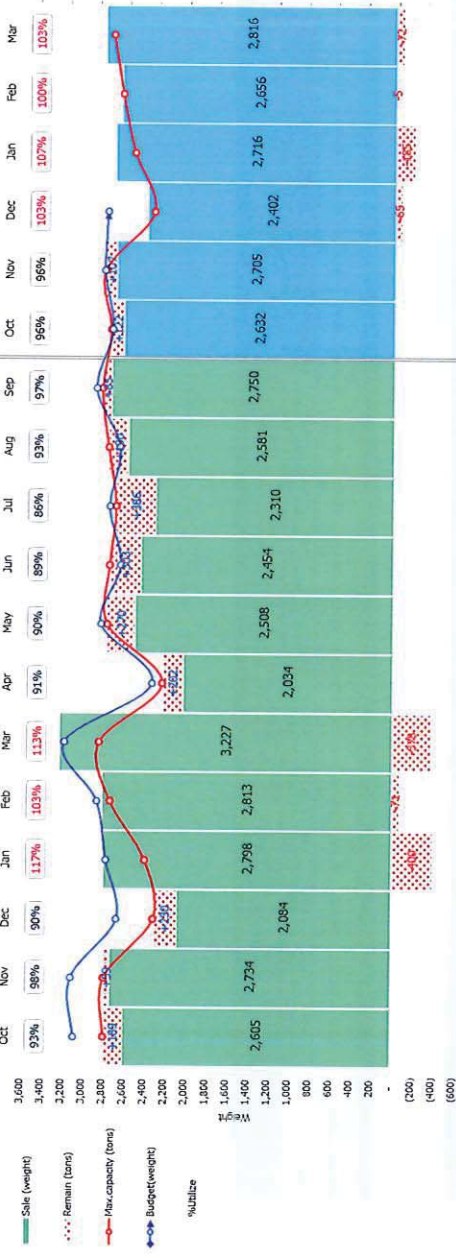 Oct Nov Dec Jan Feb Mar Apr May Jun Jul Aug Sep Oct Nov Dec Jan Feb Mar
93% 98% 90% 117% 103% 113% 91% 90% 89% 86% 93% 97% 96% 96% 103% 107% 100% 103%
3,600
3,400
3,200
3,000
2,800
2,600
2,400
2,200
2,000
1,800
1,600
1,400
1,200
1,000
800
600
400
200
-
(200)
(400)
(600)
Weight
2,605 2,734 2,084 2,798 2,813 3,227 2,034 2,508 2,454 2,310 2,581 2,750 2,632 2,705 2,402 2,716 2,656 2,816
-400 -72 +202 -65 -5 -72
Sale (weight)
Remain (tons)
Max.capacity (tons)
Budget(weight)
%Utilize